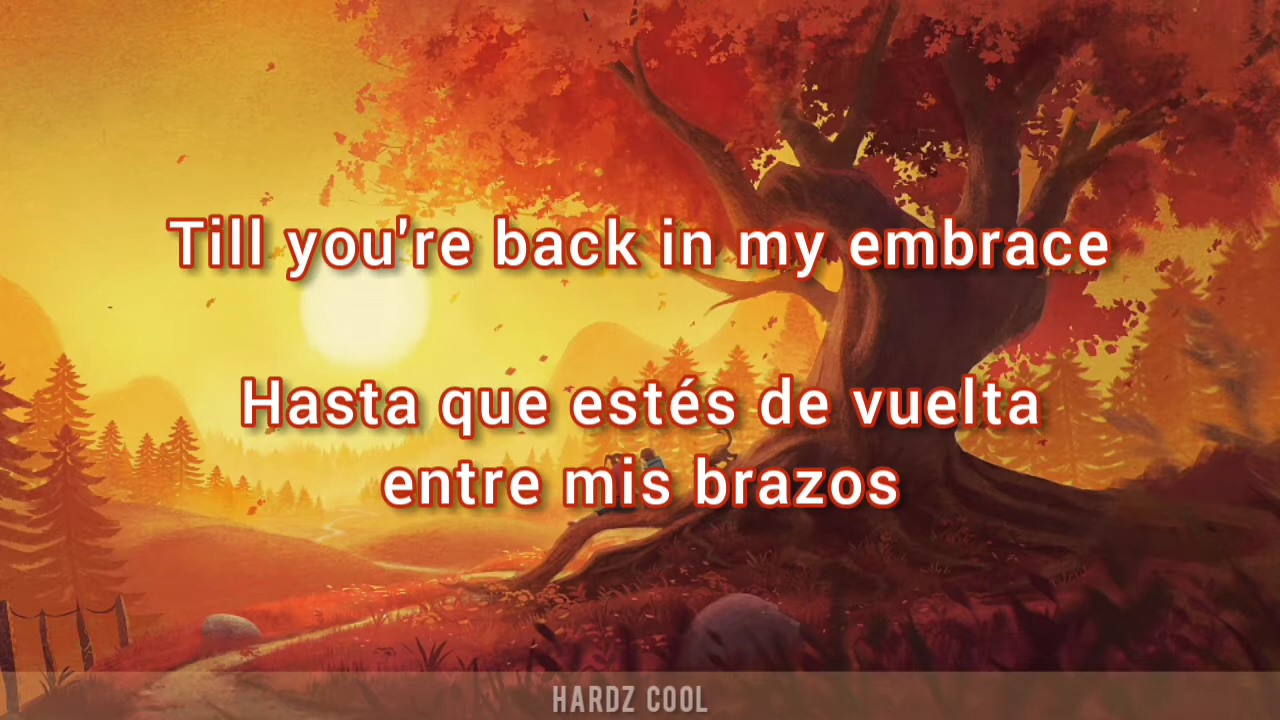 Till you're back in my embrace
Hasta que estés de vuelta
entre mis brazos
HARDZ COOL